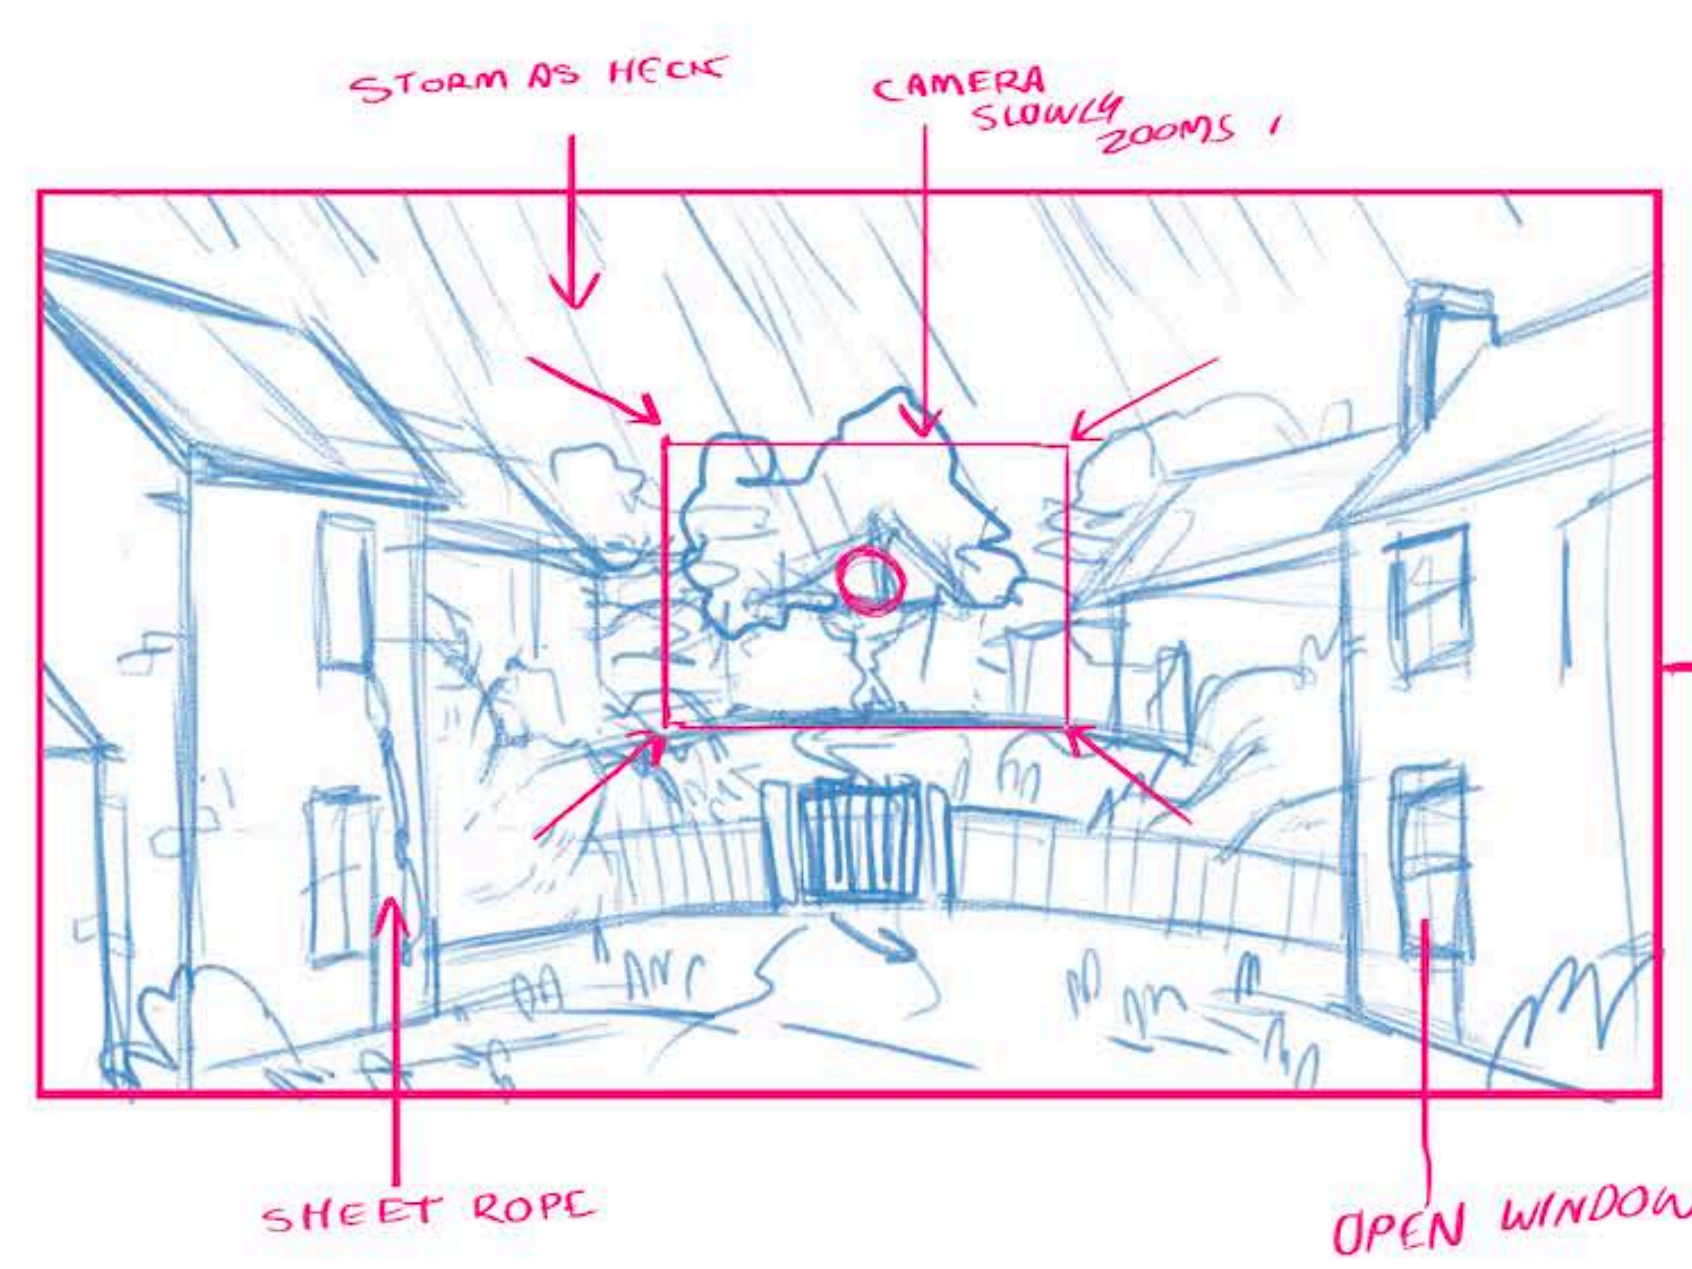 STORM AS HECK
CAMERA
SLOWLY
ZOOMS
SHEET ROPE
OPEN WINDOW